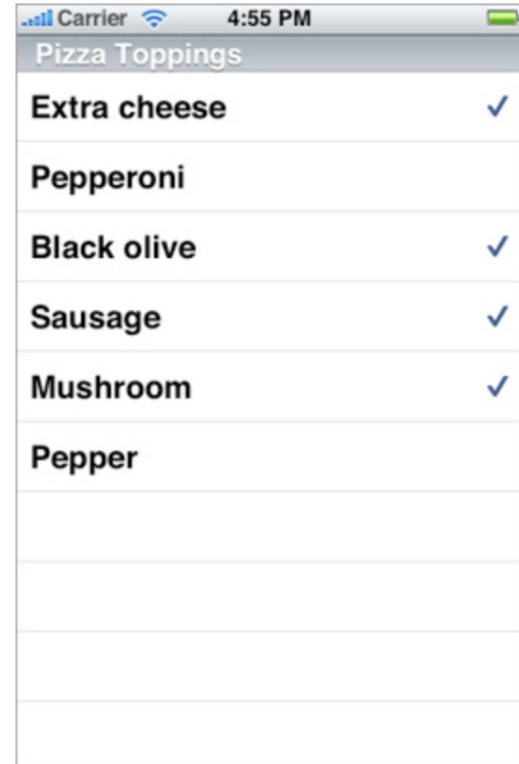 Carrier 4:55 PM
Pizza Toppings
Extra cheese
Pepperoni
Black olive
Sausage
Mushroom
Pepper